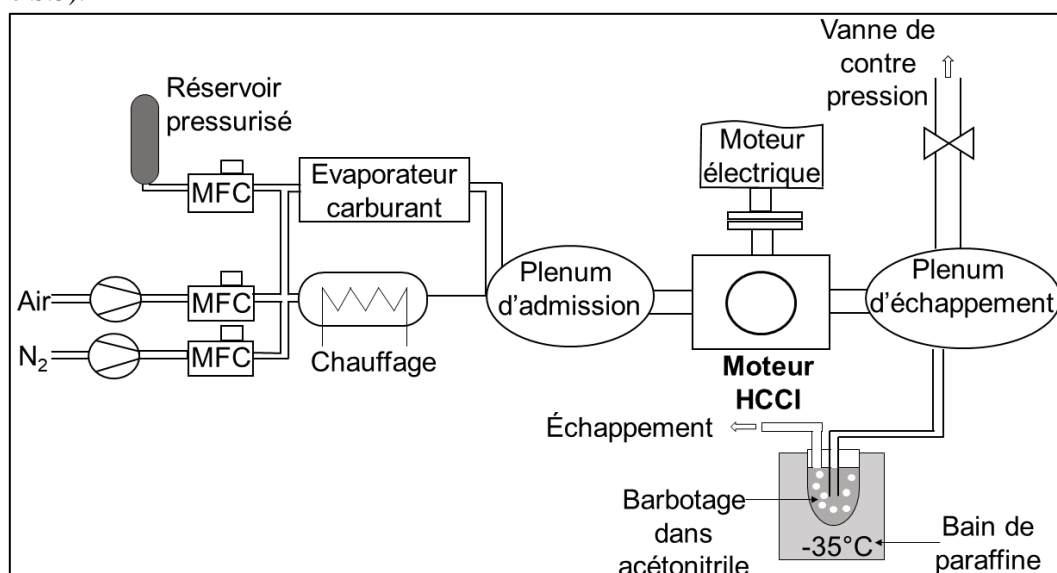 Vanne de
contre
pression
Réservoir
pressurisé
Moteur
électrique
MFC
Evaporateur
carburant
Plenum
d’admission
Plenum
d’échappement
Air
MFC
N2
MFC
Chauffage
Moteur
HCCI
Échappement
Barbotage
dans
acétonitrile
-35°C
Bain de
paraffine